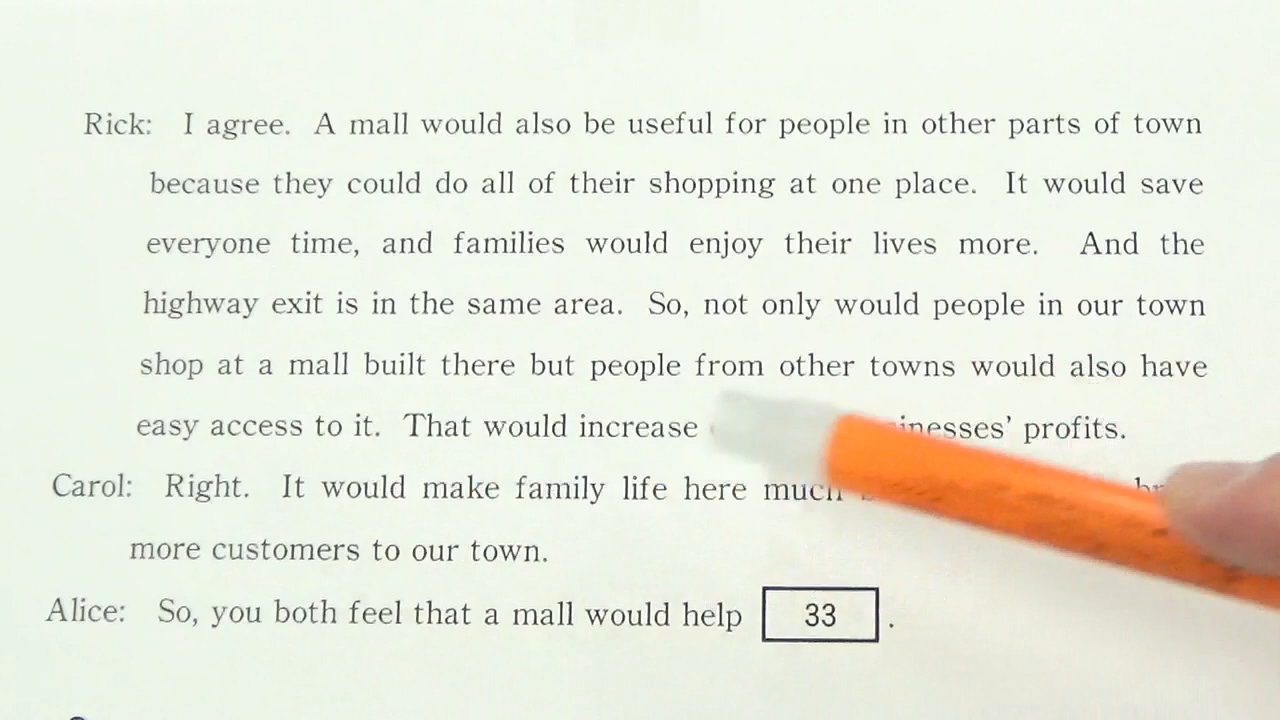 Rick: I agree. A mall would also be useful for people in other parts of town
because they could do all of their shopping at one place. It would save
everyone time, and families would enjoy their lives more. And the
highway exit is in the same area. So, not only would people in our town
shop at a mall built there but people from other towns would also have
easy access to it. That would increase profits.
Carol: Right. It would make family life here much
more customers to our town.
Alice: So, you both feel that a mall would help 33 .